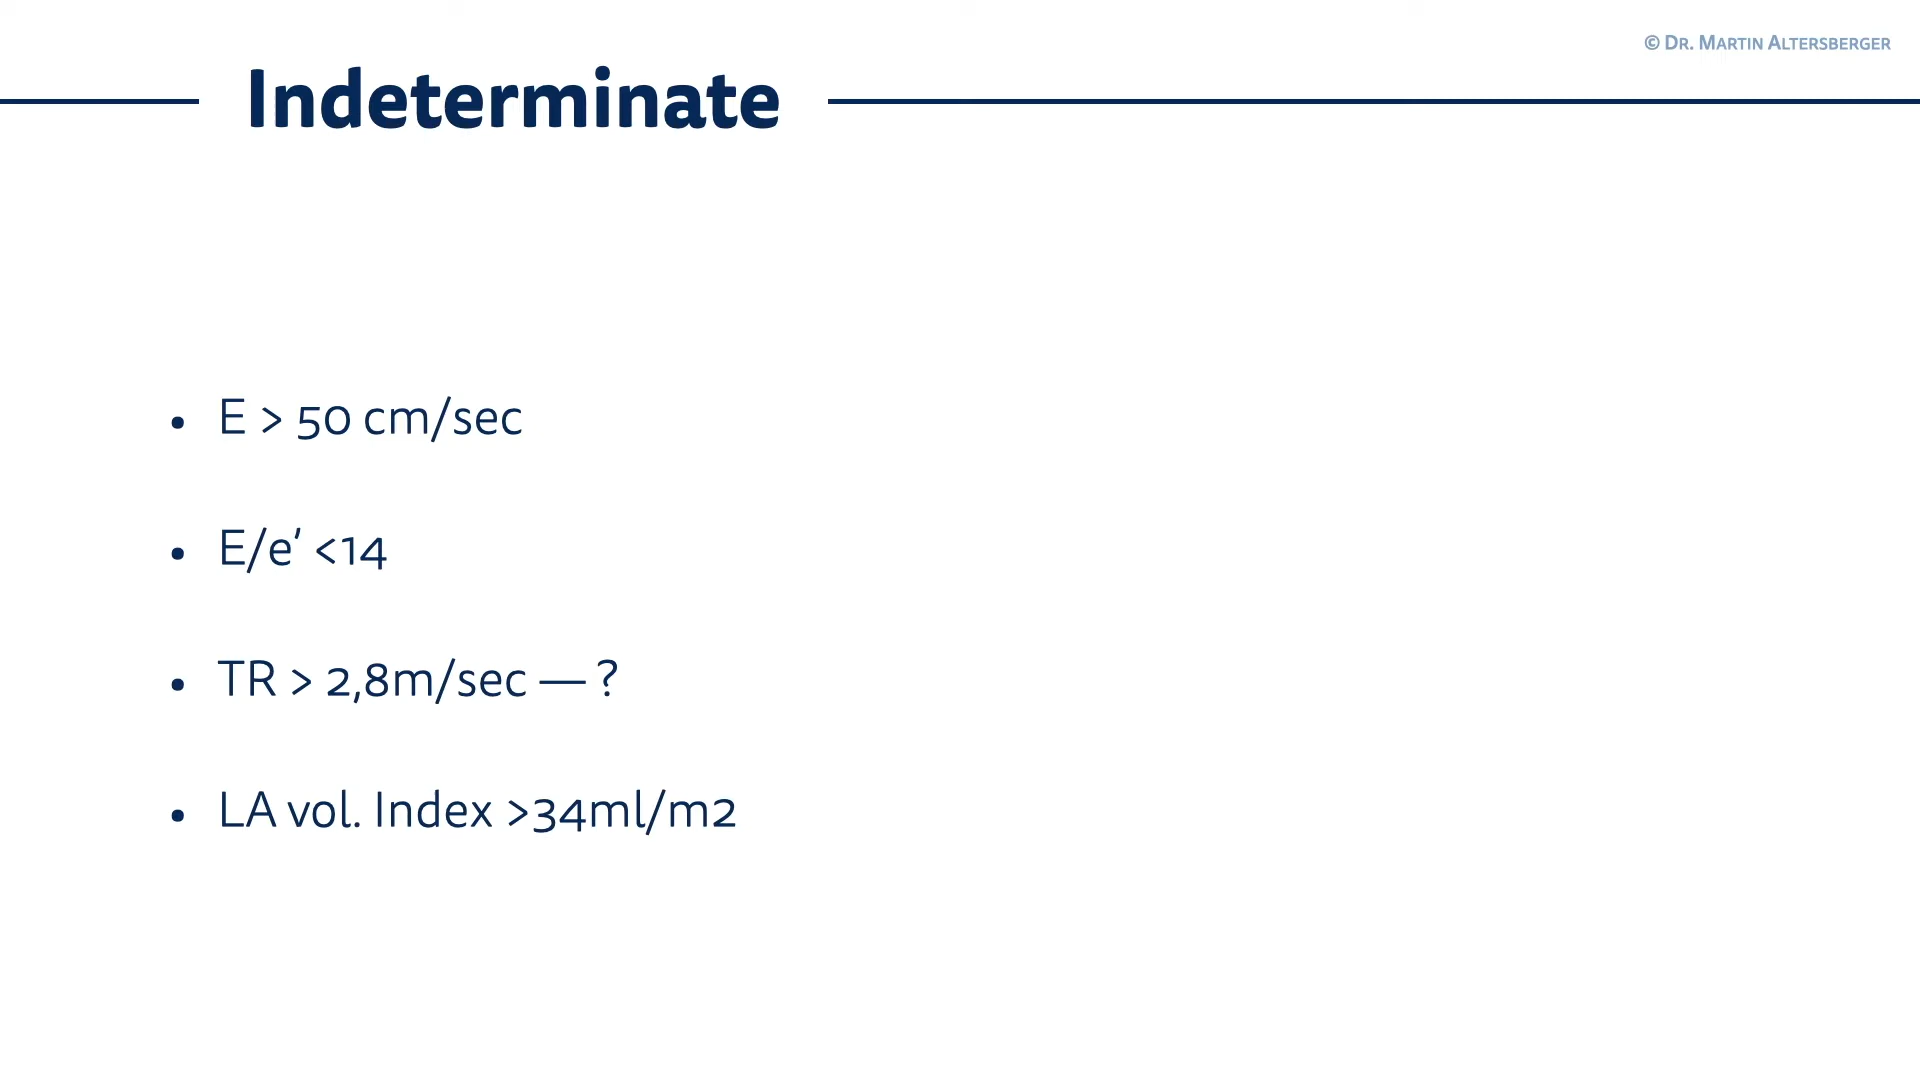 © Dr. Martin Altersberger
Indeterminate
• E > 50 cm/sec
• E/e’ <14
• TR > 2,8m/sec — ?
• LA vol. Index >34ml/m2